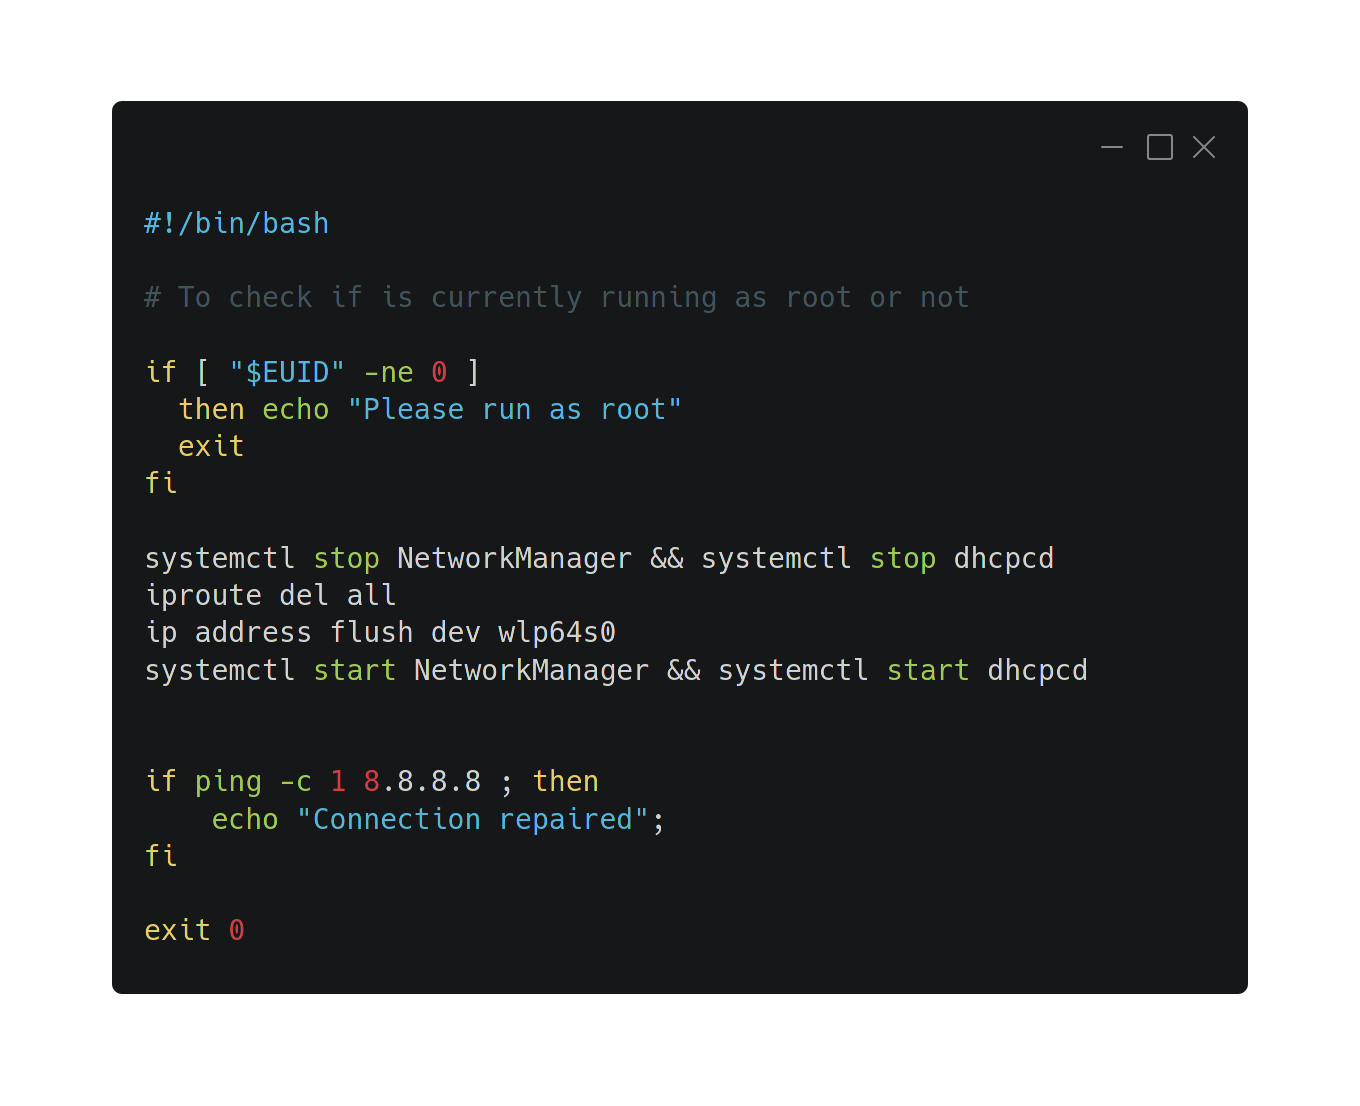 #!/bin/bash
# To check if is currently running as root or not
if [ "$EUID" -ne 0 ]
  then echo "Please run as root"
  exit
fi
systemctl stop NetworkManager && systemctl stop dhcpcd
iproute del all
ip address flush dev wlp64s0
systemctl start NetworkManager && systemctl start dhcpcd
if ping -c 1 8.8.8.8 ; then
    echo "Connection repaired";
fi
exit 0